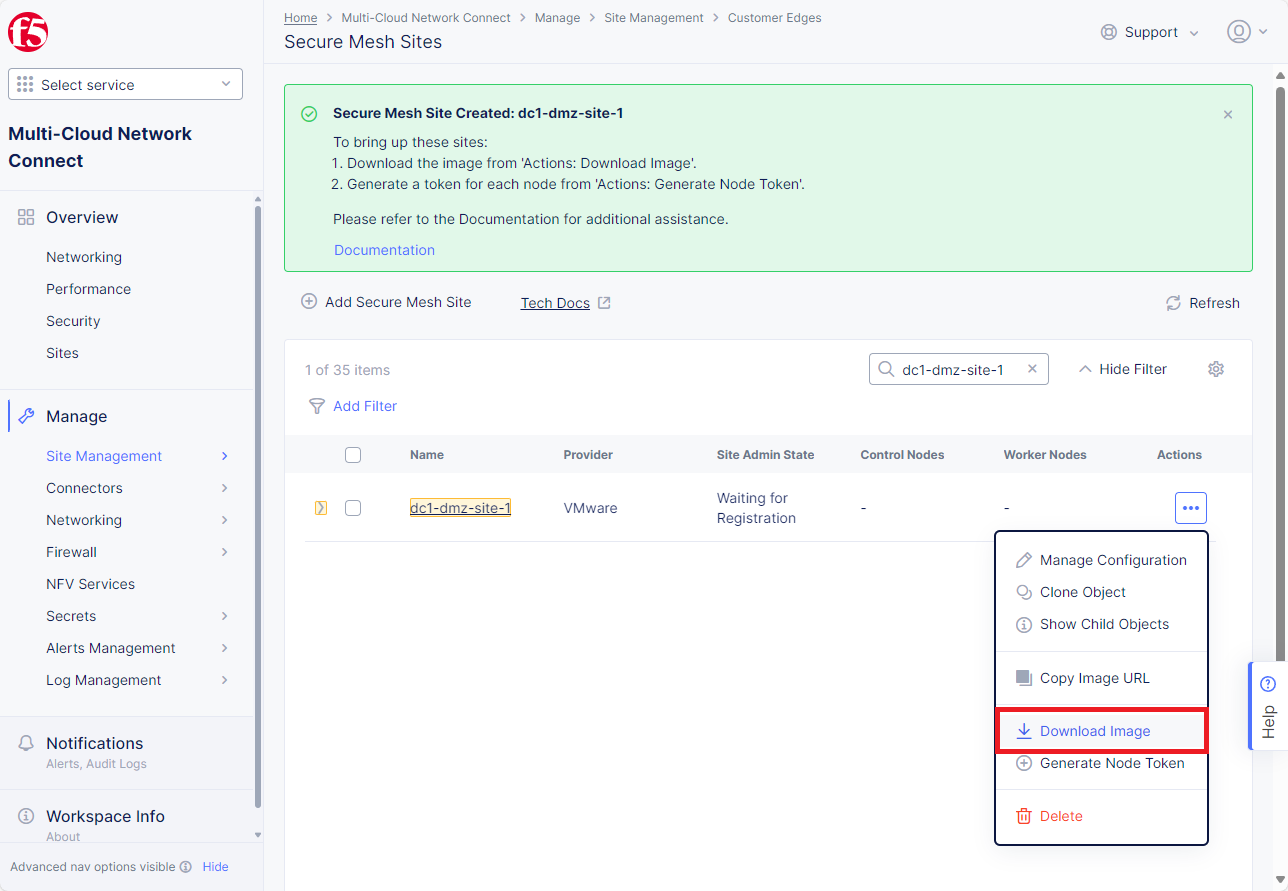 f5
Select service
Multi-Cloud Network
Connect
Overview
Networking
Performance
Security
Sites
Manage
Site Management
Connectors
Networking
Firewall
NFV Services
Secrets
Alerts Management
Log Management
Notifications
Alerts, Audit Logs
Workspace Info
About
Advanced nav options visible Hide
Home > Multi-Cloud Network Connect > Manage > Site Management > Customer Edges
Secure Mesh Sites
Support
Secure Mesh Site Created: dc1-dmz-site-1
To bring up these sites:
1. Download the image from 'Actions: Download Image'.
2. Generate a token for each node from 'Actions: Generate Node Token'.
Please refer to the Documentation for additional assistance.
Documentation
Add Secure Mesh Site Tech Docs Refresh
1 of 35 items dc1-dmz-site-1 Hide Filter
Add Filter
Name Provider Site Admin State Control Nodes Worker Nodes Actions
dc1-dmz-site-1 VMware Waiting for
Registration - -
Manage Configuration
Clone Object
Show Child Objects
Copy Image URL
Download Image
Generate Node Token
Delete
Help